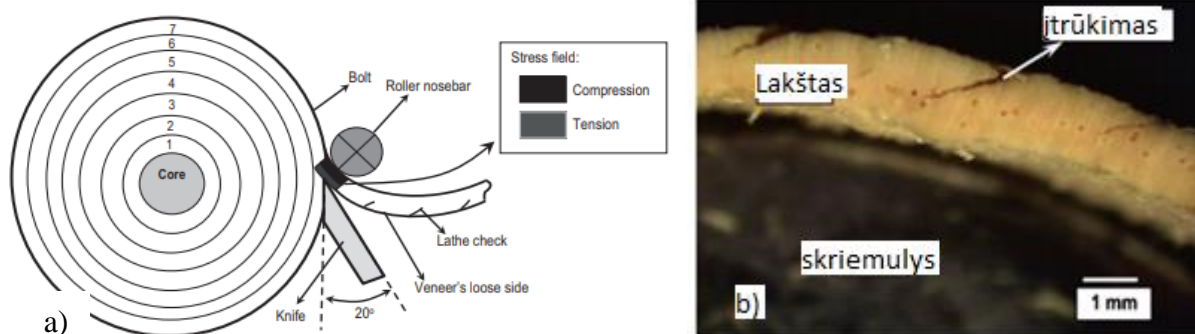 7
6
5
4
3
2
1
Core
Bolt
Roller nosebar
Stress field:
Compression
Tension
Lathe check
Veneer's loose side
Knife
20°
a)
įtrūkimas
Lakštas
skriemulys
b)
1 mm